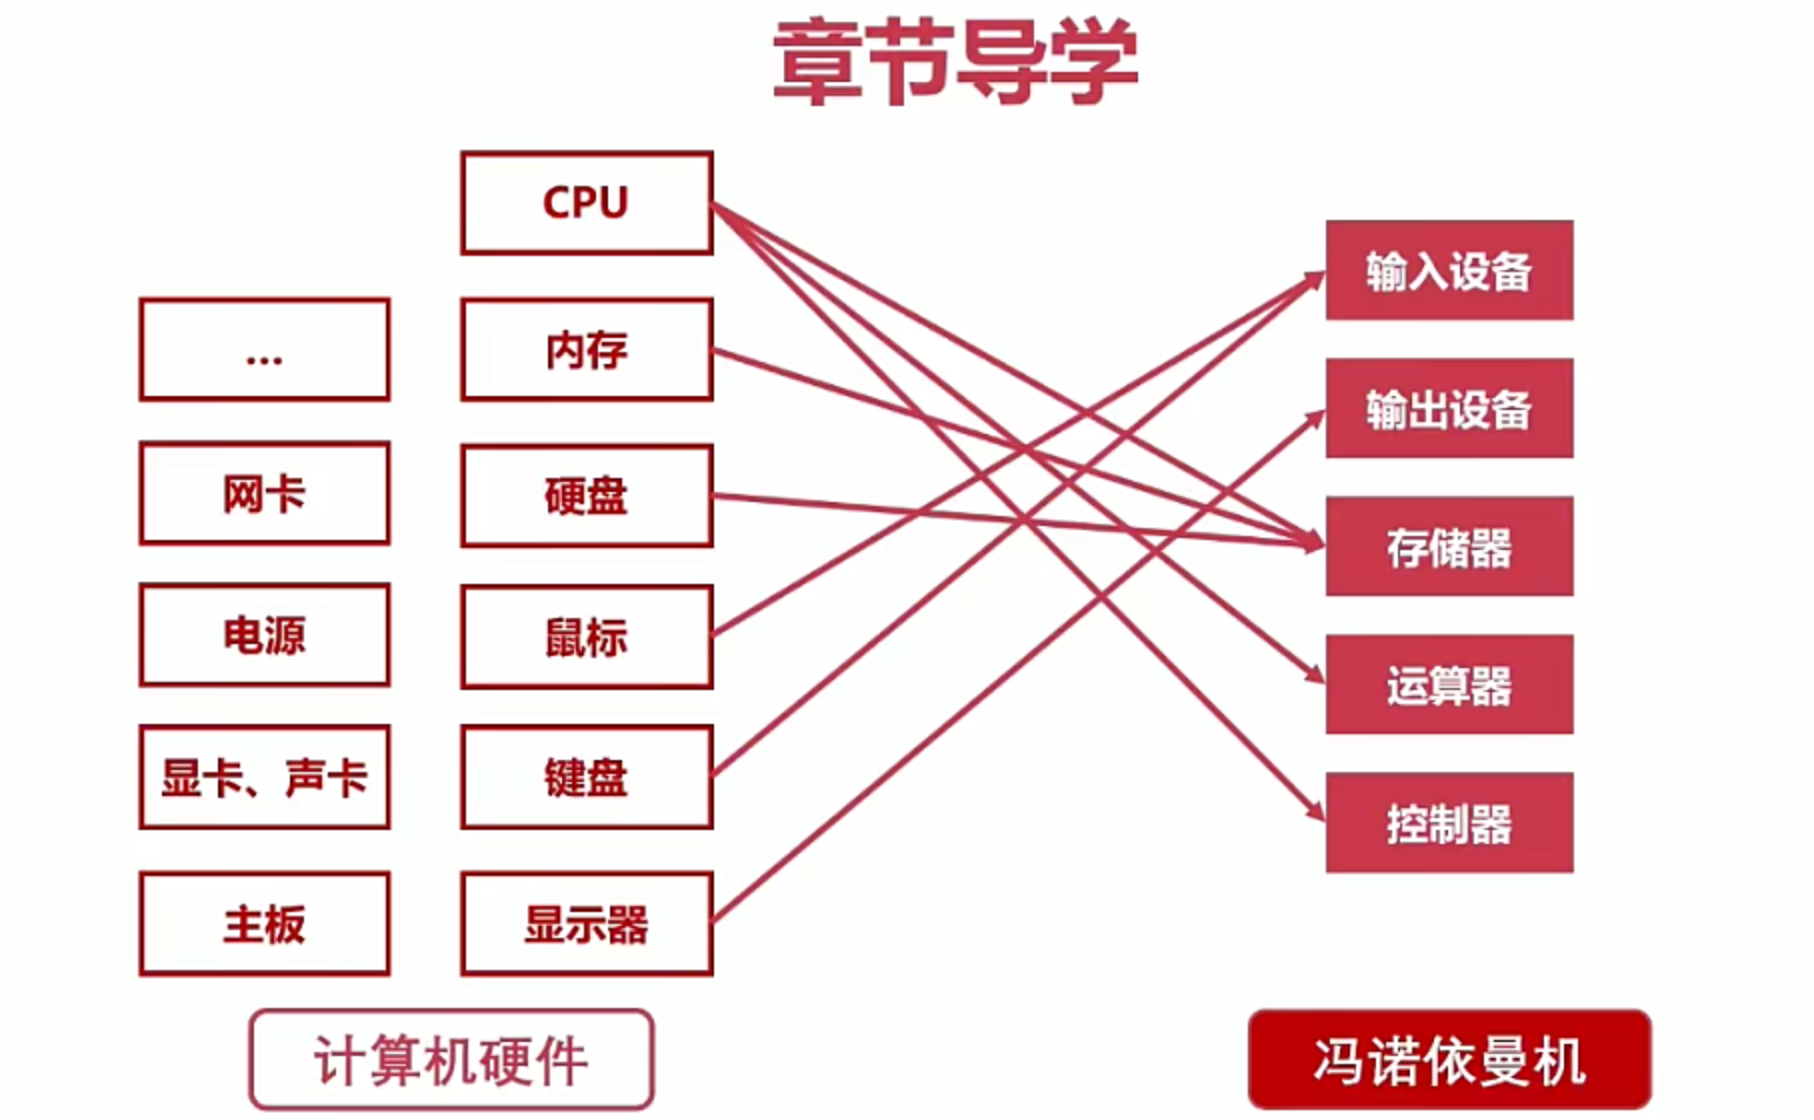 章节导学
CPU
...
内存
网卡
硬盘
电源
鼠标
显卡、声卡
键盘
主板
显示器
输入设备
输出设备
存储器
运算器
控制器
计算机硬件
冯诺依曼机